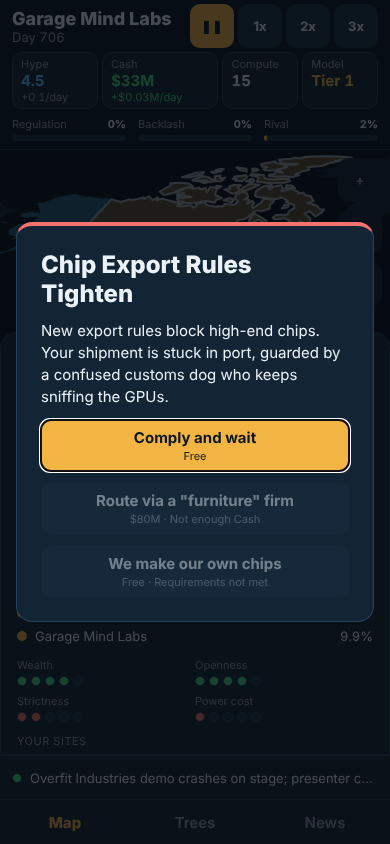 Garage Mind Labs
Day 706
1x
2x
3x
Hype
4.5
+0.1/day
Cash
$33M
+$0.03M/day
Compute
15
Model
Tier 1
Regulation 0%
Backlash 0%
Rival 2%
+
Chip Export Rules
Tighten
New export rules block high-end chips.
Your shipment is stuck in port, guarded by
a confused customs dog who keeps
sniffing the GPUs.
Comply and wait
Free
Route via a "furniture" firm
$80M · Not enough Cash
We make our own chips
Free · Requirements not met
Garage Mind Labs 9.9%
Wealth
Openness
Strictness
Power cost
YOUR SITES
Overfit Industries demo crashes on stage; presenter c...
Map
Trees
News